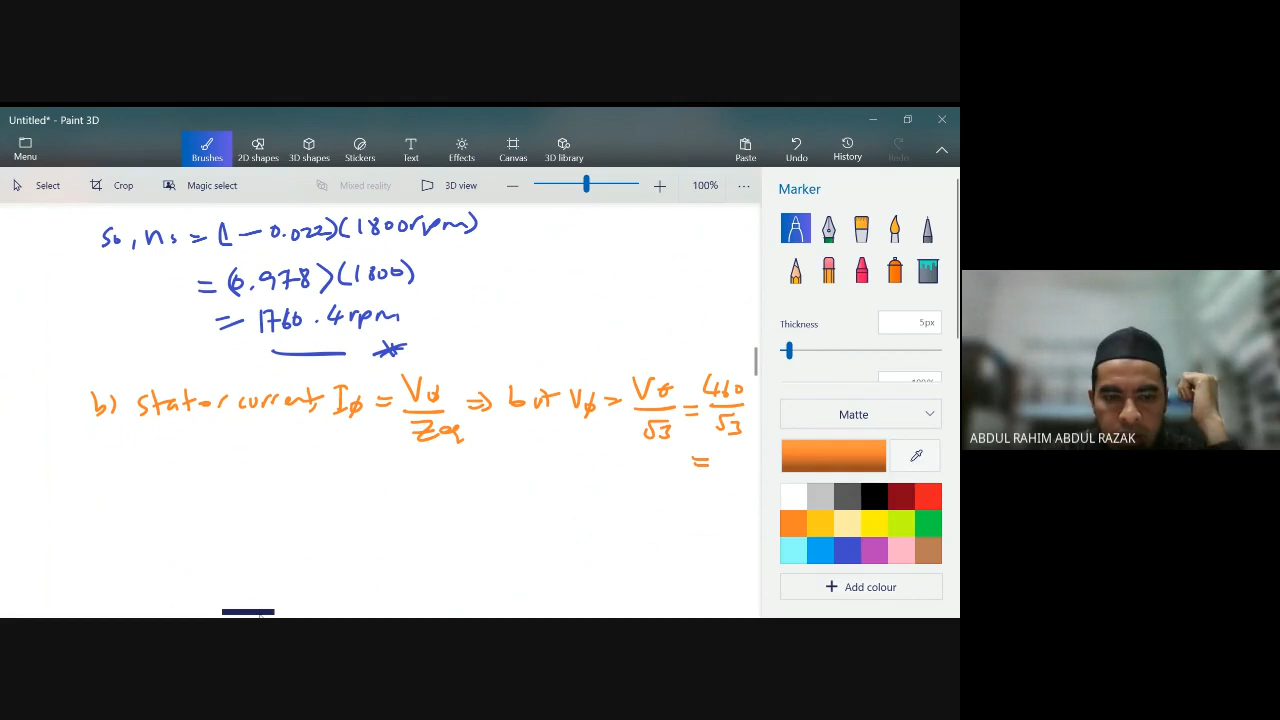 Untitled* - Paint 3D
Menu
Brushes 2D shapes 3D shapes Stickers Text Effects Canvas 3D library Paste Undo History Redo
Select Crop Magic select Mixed reality 3D view 100% ...
Marker
Thickness 5px
Matte
Add colour
So, ns = (1 - 0.022)(1800rpm)
= (0.978)(1800)
= 1760.4rpm
b) stator current, Iϕ = Vϕ/Zeq ⇒ but Vϕ = Vt/√3 = 460/√3
=
ABDUL RAHIM ABDUL RAZAK